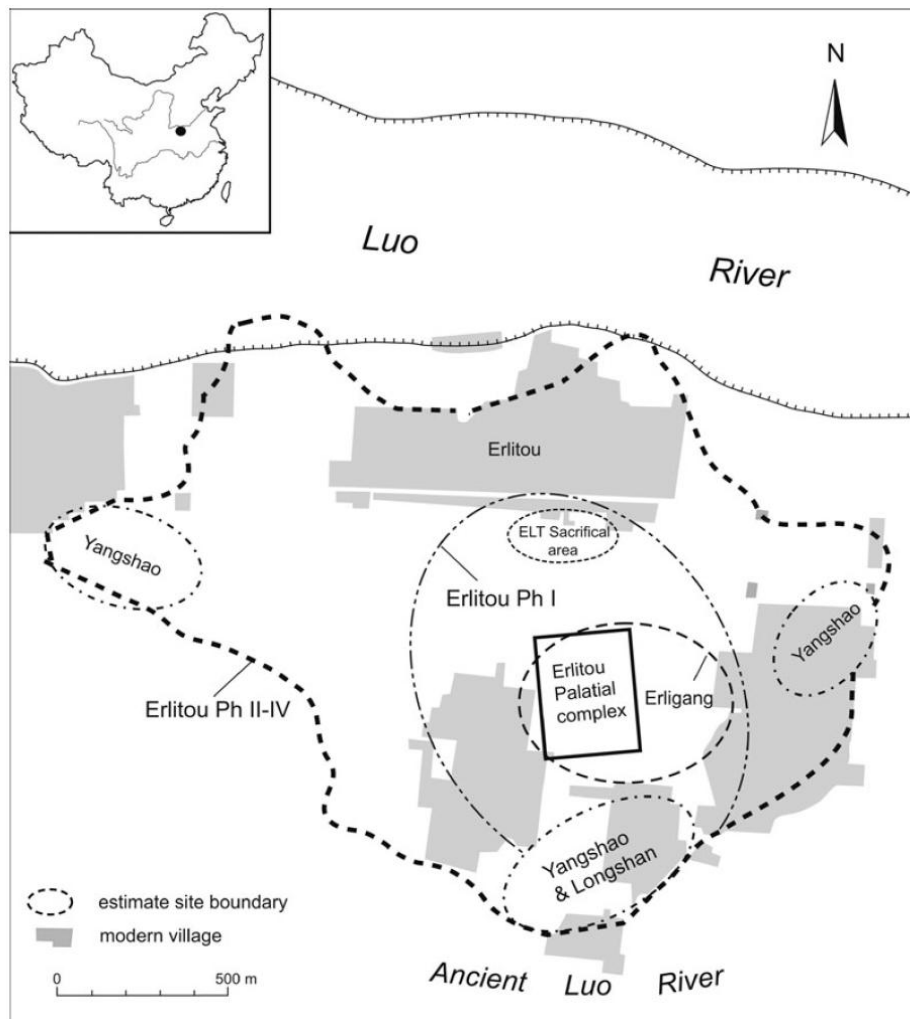 N
Luo
River
Erlitou
ELT Sacrifical
area
Yangshao
Erlitou Ph I
Yangshao
Erlitou
Palatial
complex
Erligang
Erlitou Ph II-IV
Yangshao
& Longshan
estimate site boundary
modern village
0 500 m
Ancient Luo River